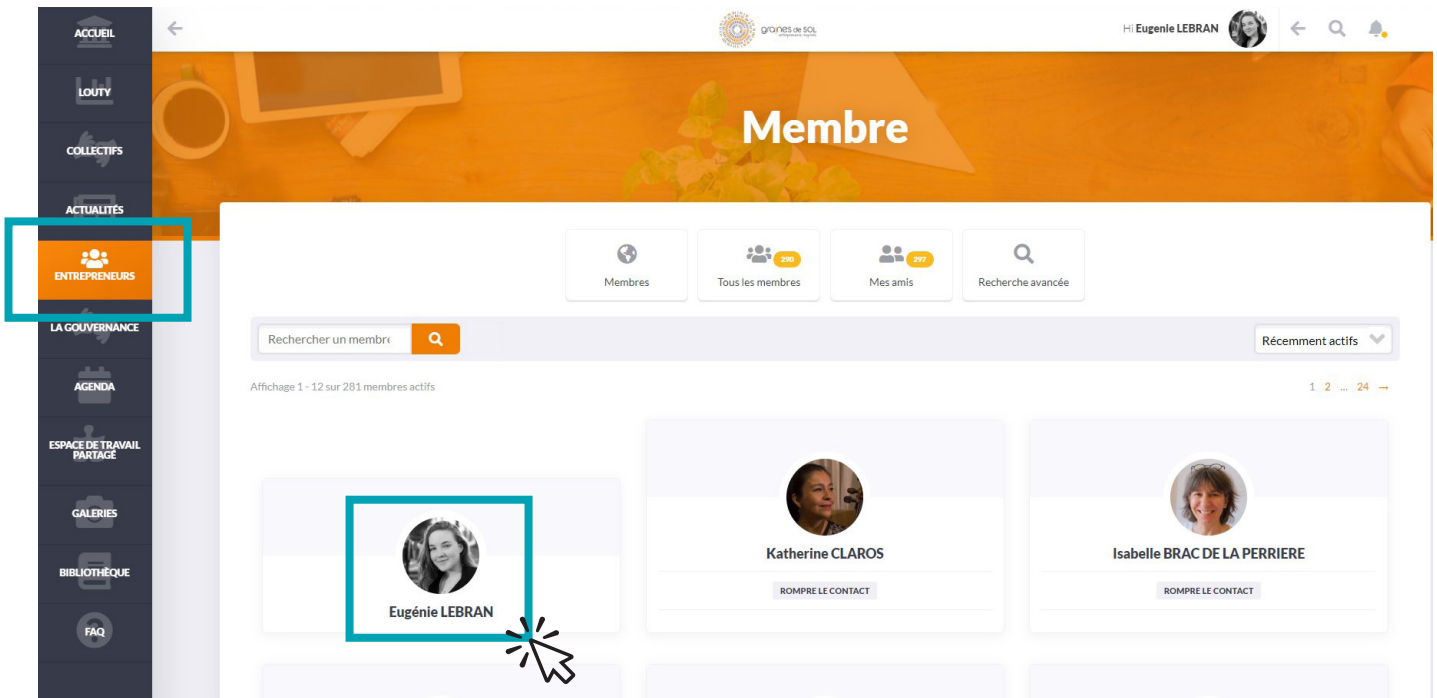 ACCUEIL
LOUTY
COLLECTIFS
ACTUALITÉS
ENTREPRENEURS
LA GOUVERNANCE
AGENDA
ESPACE DE TRAVAIL
PARTAGÉ
GALERIES
BIBLIOTHÈQUE
FAQ
graines de SOL
Hi Eugenie LEBRAN
Membre
Membres
290
Tous les membres
297
Mes amis
Recherche avancée
Rechercher un membre
Récemment actifs
Affichage 1 - 12 sur 281 membres actifs
1 2 ... 24 →
Eugénie LEBRAN
Katherine CLAROS
ROMPRE LE CONTACT
Isabelle BRAC DE LA PERRIERE
ROMPRE LE CONTACT